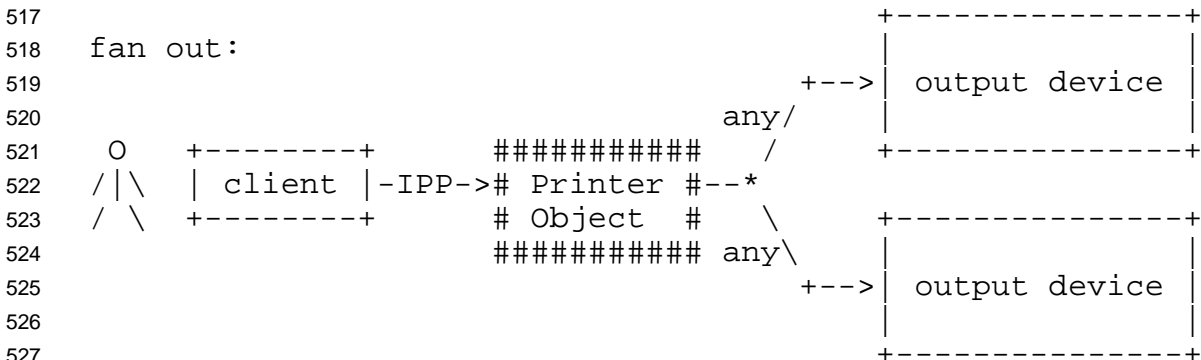 517                                                +---------------+
518   fan out:                                     |               |
519                                           +-->| output device |
520                                      any/     |               |
521    O    +--------+       ###########   /      +---------------+
522   /|\   | client |-IPP-># Printer #--*
523   / \   +--------+       # Object  #   \      +---------------+
524                          ########### any\     |               |
525                                           +-->| output device |
526                                               |               |
527                                               +---------------+